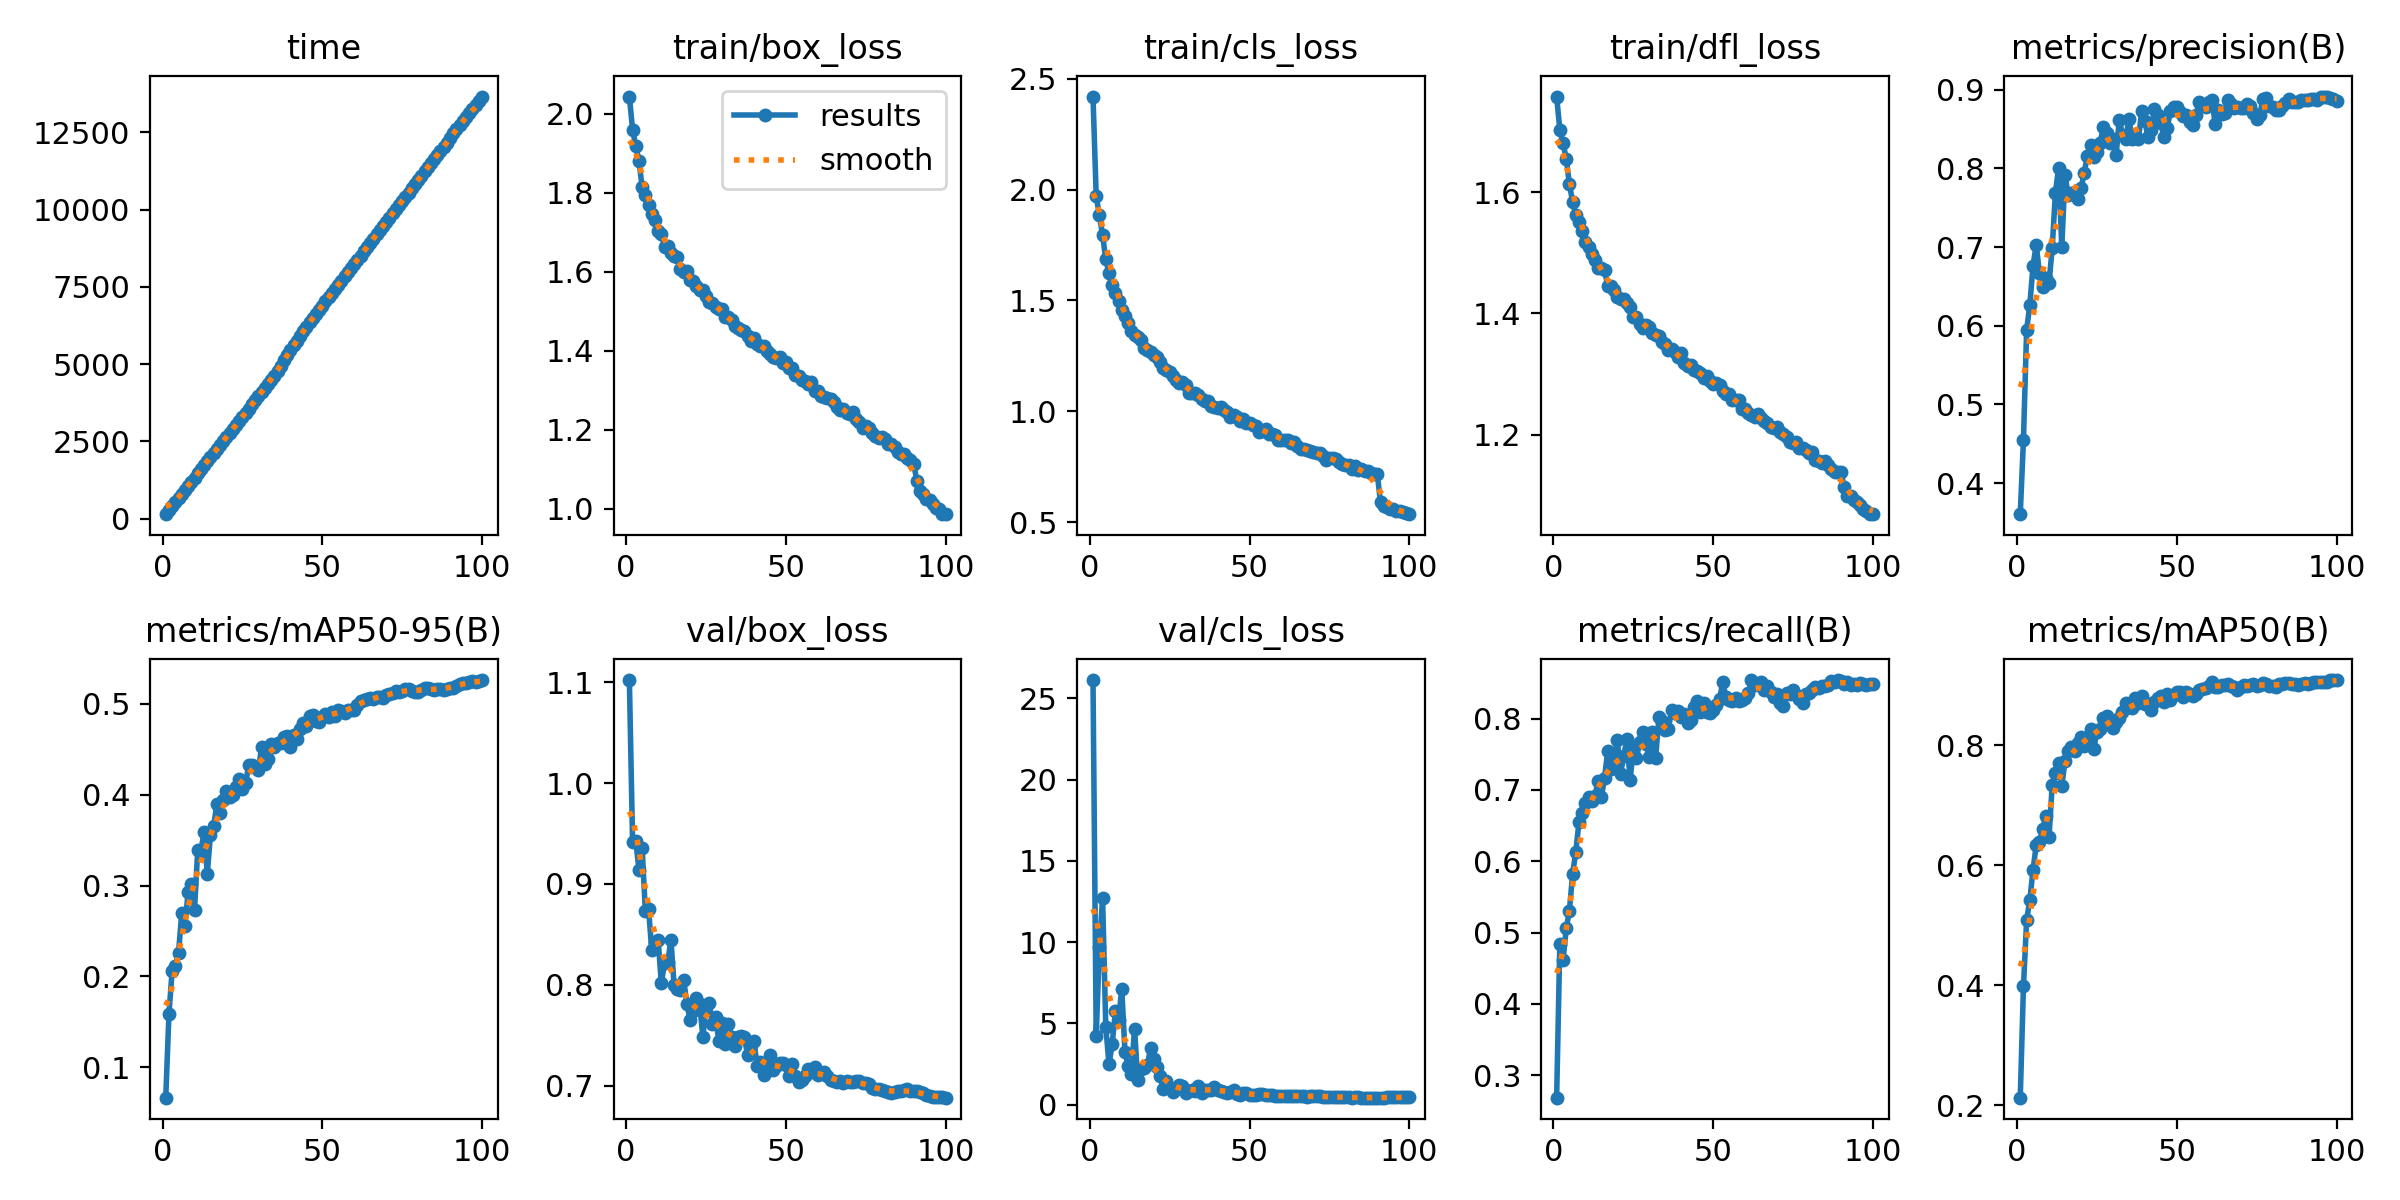 time
12500
10000
7500
5000
2500
0
0 50 100
train/box_loss
results
smooth
2.0
1.8
1.6
1.4
1.2
1.0
0 50 100
train/cls_loss
2.5
2.0
1.5
1.0
0.5
0 50 100
train/dfl_loss
1.6
1.4
1.2
0 50 100
metrics/precision(B)
0.9
0.8
0.7
0.6
0.5
0.4
0 50 100
metrics/mAP50-95(B)
0.5
0.4
0.3
0.2
0.1
0 50 100
val/box_loss
1.1
1.0
0.9
0.8
0.7
0 50 100
val/cls_loss
25
20
15
10
5
0
0 50 100
metrics/recall(B)
0.8
0.7
0.6
0.5
0.4
0.3
0 50 100
metrics/mAP50(B)
0.8
0.6
0.4
0.2
0 50 100